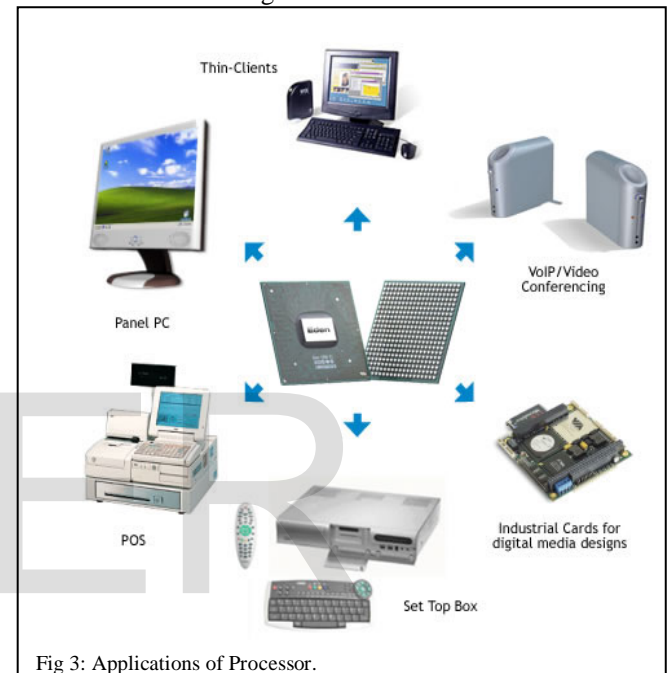 Thin-Clients
VoIP/Video
Conferencing
Panel PC
Eden
POS
Industrial Cards for
digital media designs
Set Top Box
Fig 3: Applications of Processor.